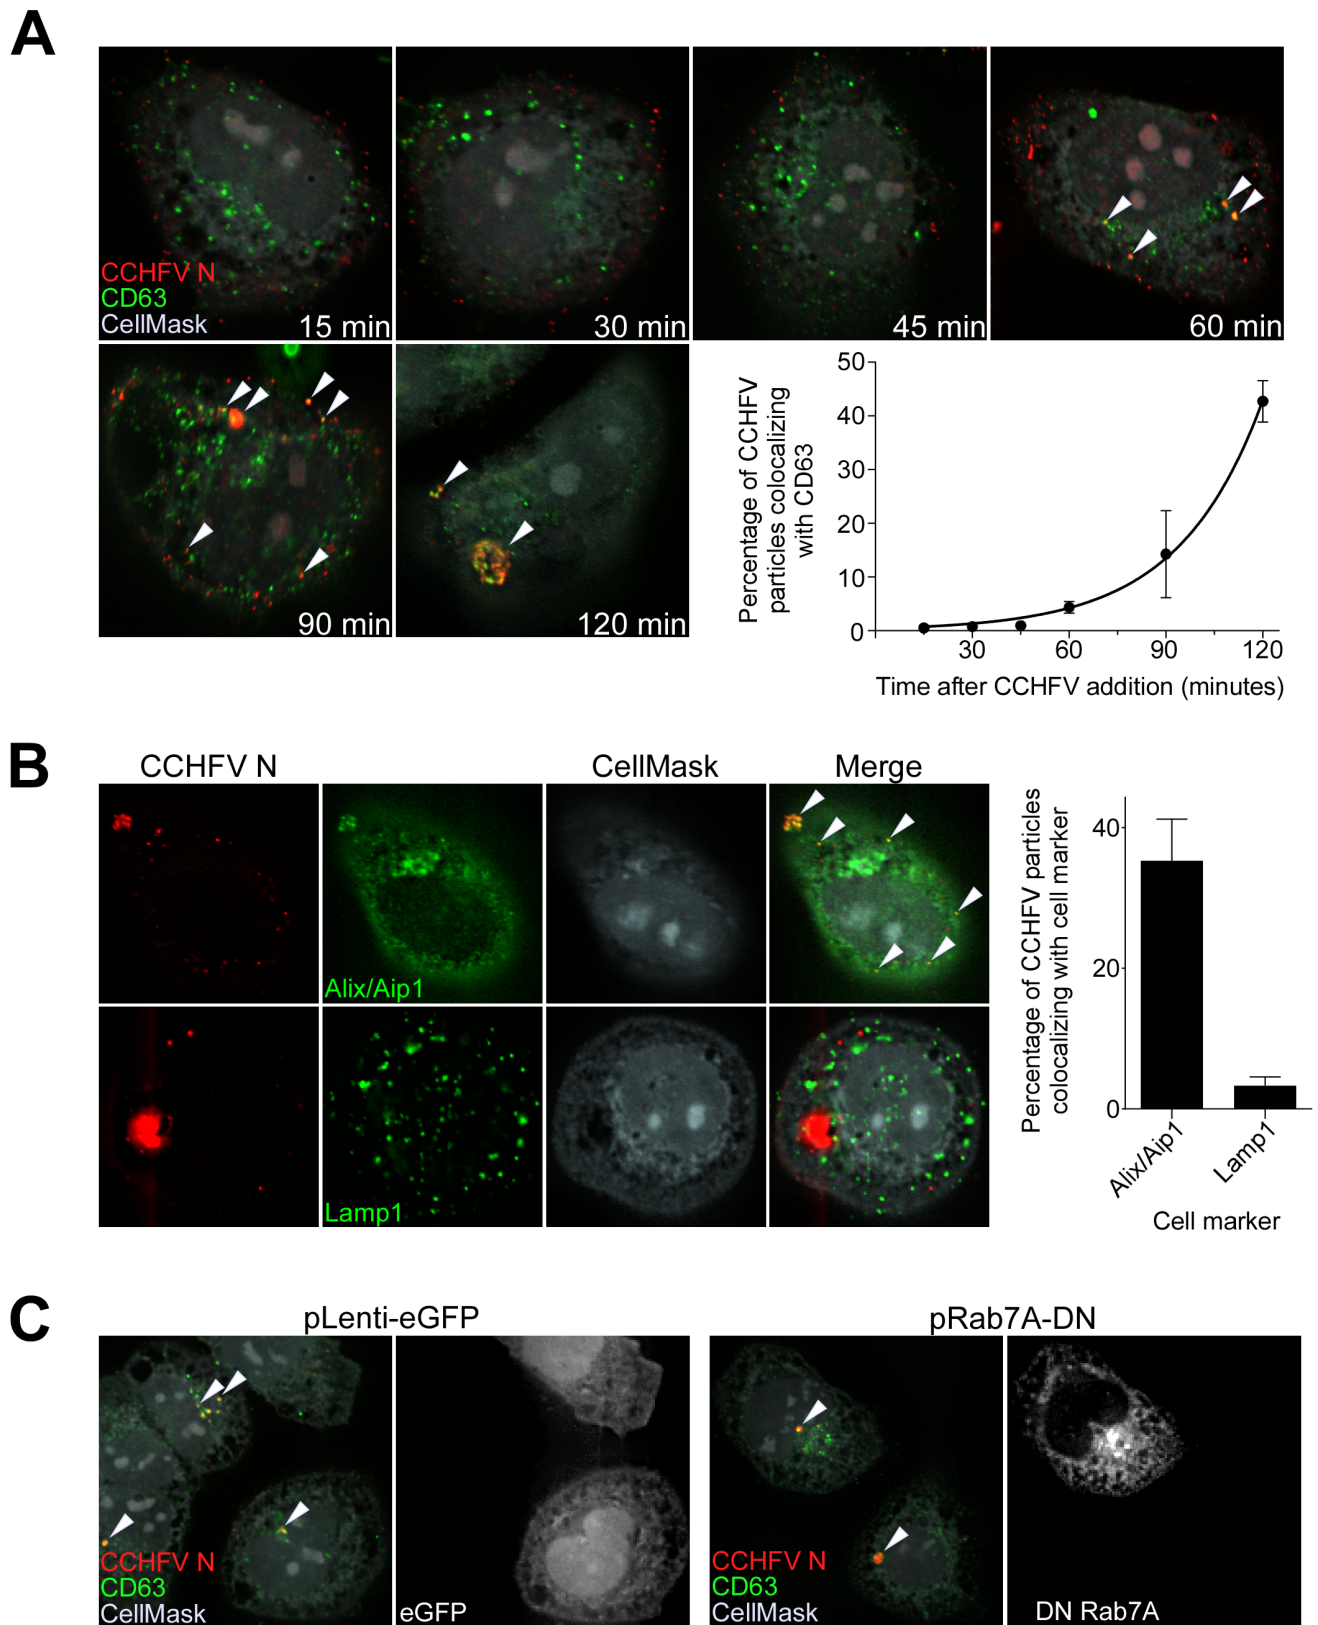 A
CCHFV N
CD63
CellMask
15 min
30 min
45 min
60 min
90 min
120 min
Percentage of CCHFV
particles colocalizing
with CD63
50
40
30
20
10
0
30
60
90
120
Time after CCHFV addition (minutes)
B
CCHFV N
CellMask
Merge
Alix/Aip1
Lamp1
Percentage of CCHFV particles
colocalizing with cell marker
40
20
0
Alix/Aip1
Lamp1
Cell marker
C
pLenti-eGFP
pRab7A-DN
CCHFV N
CD63
CellMask
eGFP
CCHFV N
CD63
CellMask
DN Rab7A